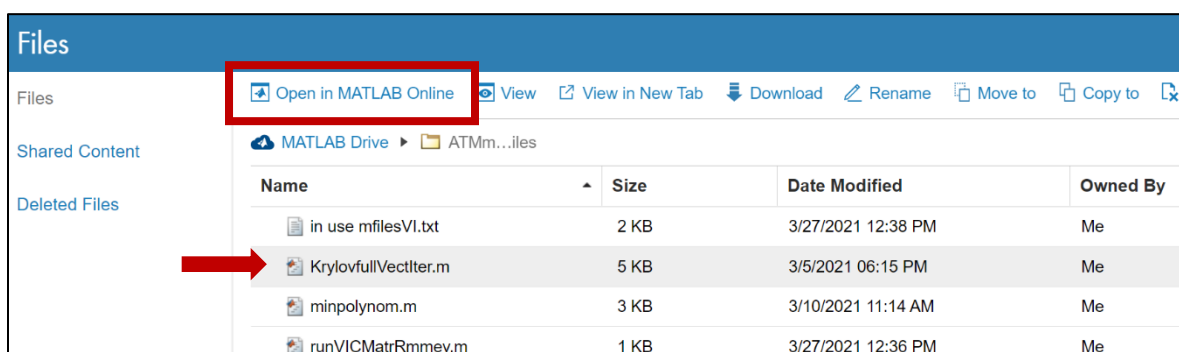 Files
Files
Open in MATLAB Online View View in New Tab Download Rename Move to Copy to
Shared Content
MATLAB Drive ATMm...iles
Name Size Date Modified Owned By
Deleted Files
in use mfilesVI.txt 2 KB 3/27/2021 12:38 PM Me
KrylovfullVectIter.m 5 KB 3/5/2021 06:15 PM Me
minpolynom.m 3 KB 3/10/2021 11:14 AM Me
runVICMatrRmmev.m 1 KB 3/27/2021 12:36 PM Me